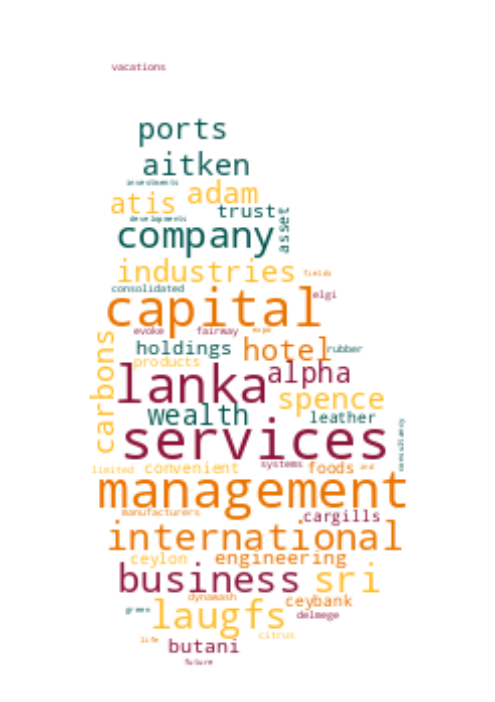 vacations
ports
aitken
investments
atis adam
developments trust
company asset
industries fields
consolidated
capital elgi
evoke fairway
holdings hotel rubber
products
carbons
lanka alpha
spence
wealth leather
services consultancy
limited convenient systems foods and
management
manufacturers cargills
international
ceylon engineering
business sri
dynawash ceybank
green laugfs delmege
life citrus
butani
future